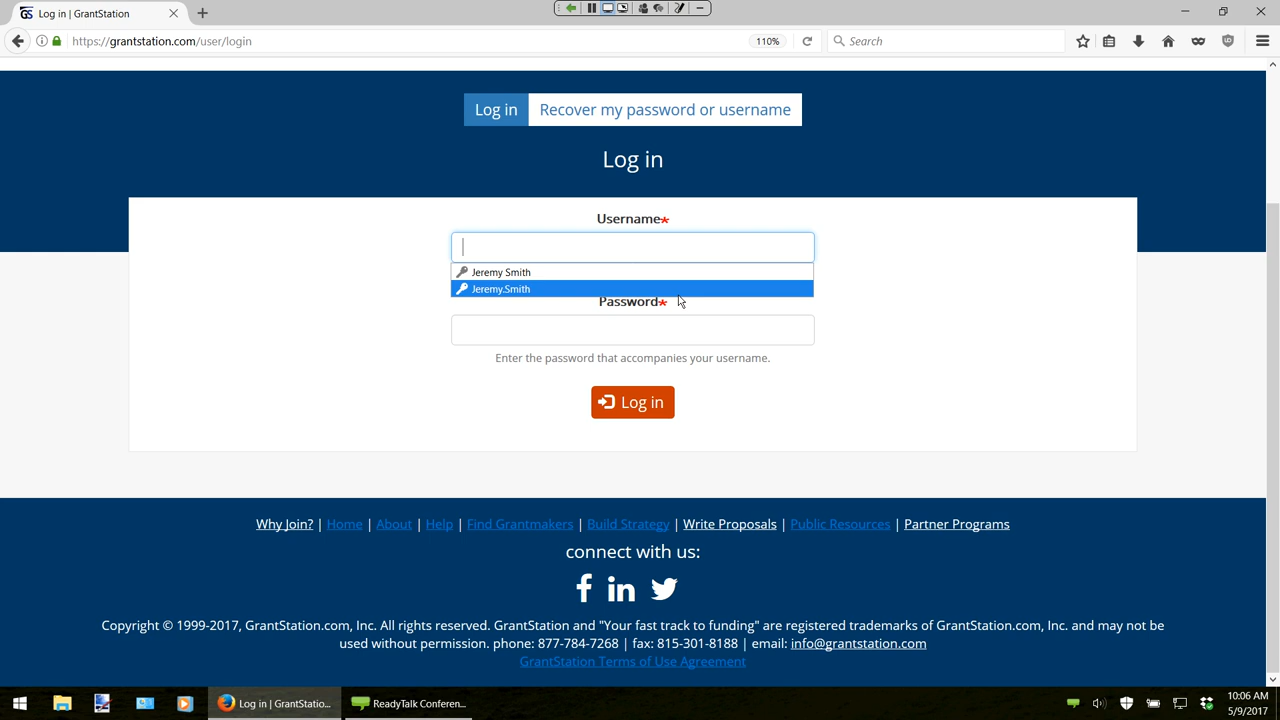 Log in | GrantStation
https://grantstation.com/user/login
110%
Search
Log in
Recover my password or username
Log in
Username*
Jeremy Smith
Jeremy.Smith
Password*
Enter the password that accompanies your username.
Log in
Why Join? | Home | About | Help | Find Grantmakers | Build Strategy | Write Proposals | Public Resources | Partner Programs
connect with us:
Copyright © 1999-2017, GrantStation.com, Inc. All rights reserved. GrantStation and "Your fast track to funding" are registered trademarks of GrantStation.com, Inc. and may not be
used without permission. phone: 877-784-7268 | fax: 815-301-8188 | email: info@grantstation.com
GrantStation Terms of Use Agreement
Log in | GrantStatio...
ReadyTalk Conferen...
10:06 AM
5/9/2017